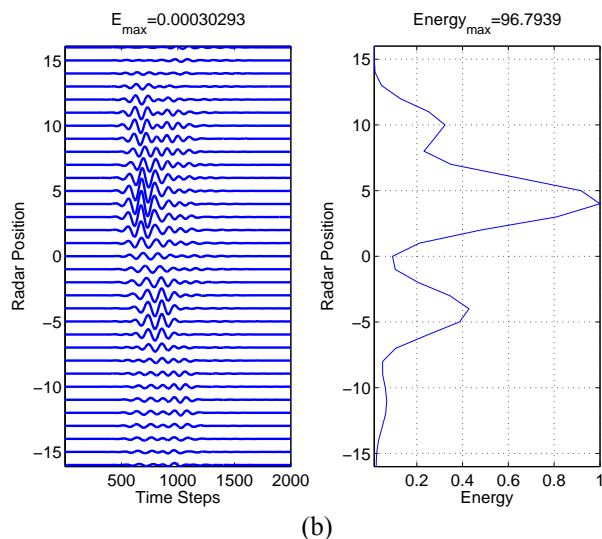 E_max=0.00030293
15
10
5
0
−5
−10
−15
Radar Position
500 1000 1500 2000
Time Steps
Energy_max=96.7939
15
10
5
0
−5
−10
−15
Radar Position
0.2 0.4 0.6 0.8 1
Energy
(b)